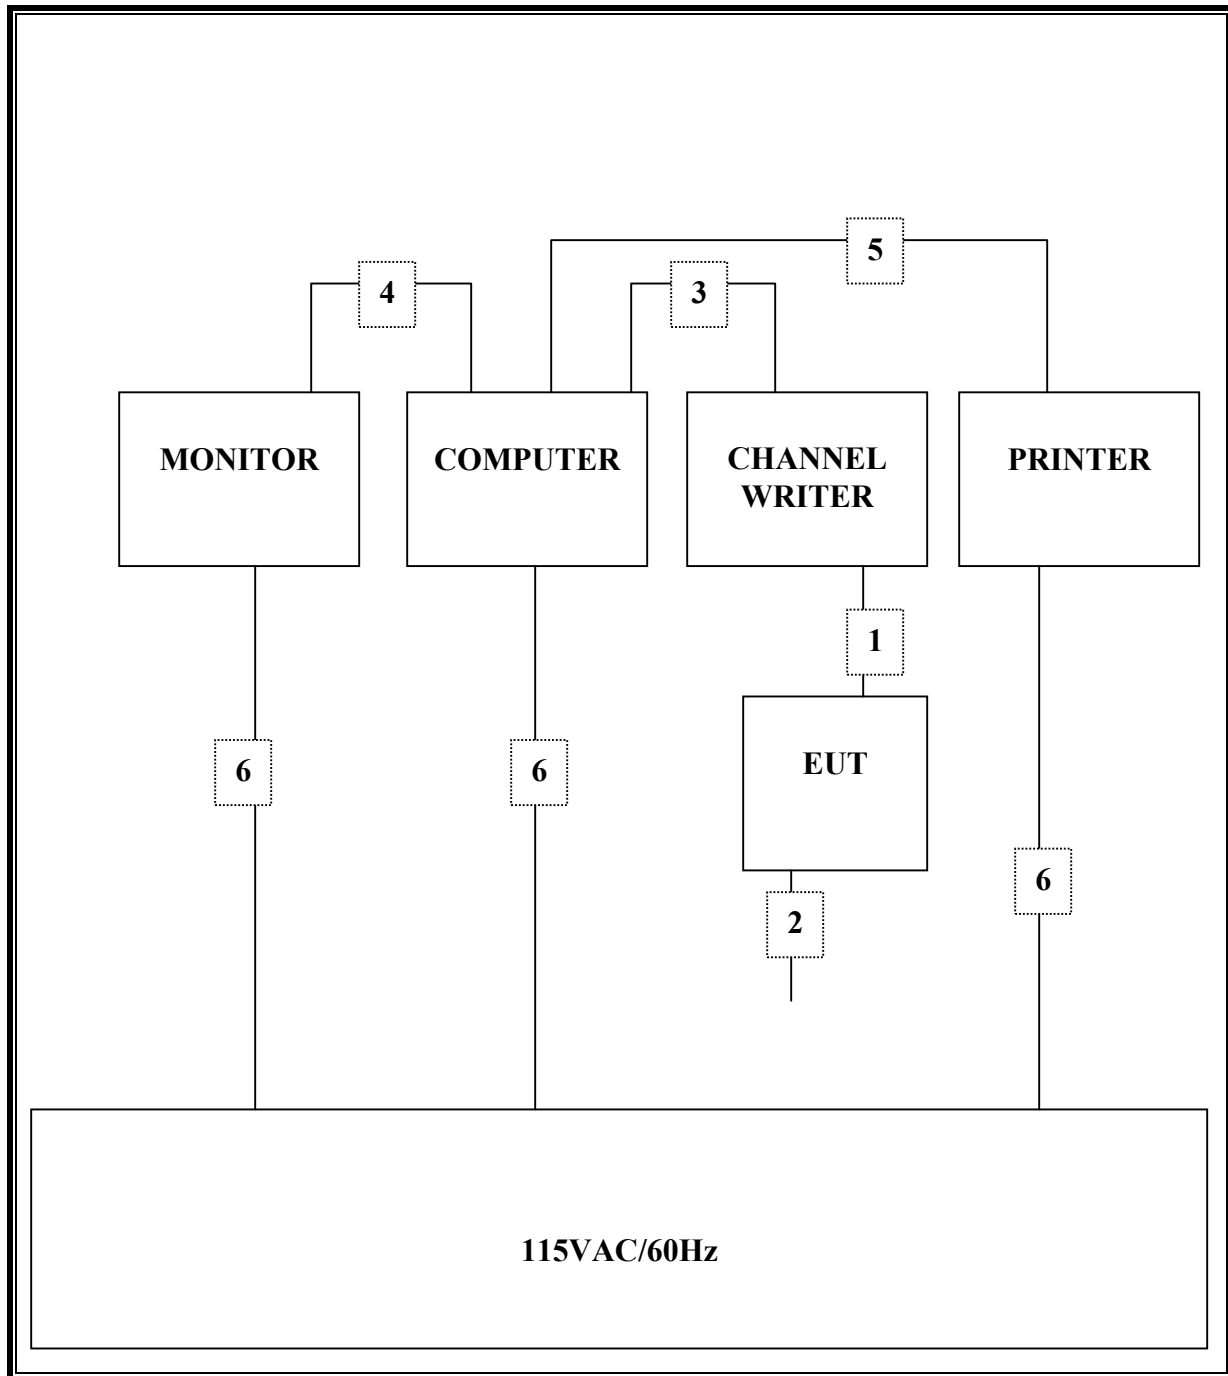 5
4
3
MONITOR
COMPUTER
CHANNEL
WRITER
PRINTER
1
EUT
6
6
6
2
115VAC/60Hz